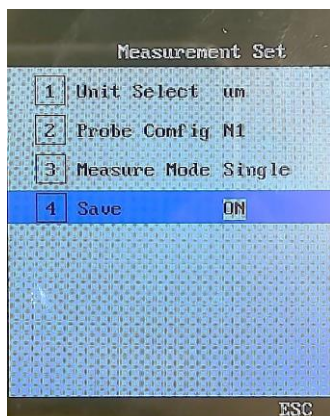 Measurement Set
1 Unit Select um
2 Probe Config N1
3 Measure Mode Single
4 Save ON
ESC